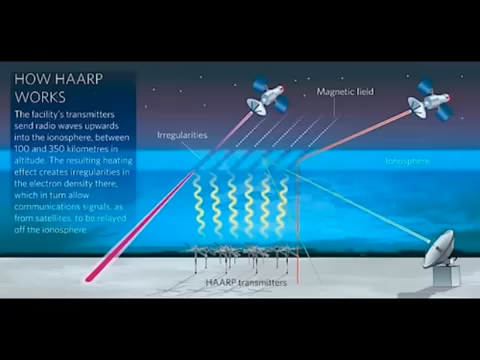 HOW HAARP
WORKS
The facility's transmitters
send radio waves upwards
into the ionosphere, between
100 and 350 kilometres in
altitude. The resulting heating
effect creates irregularities in
the electron density there,
which in turn allow
communications signals, as
from satellites, to be relayed
off the ionosphere
Magnetic field
Irregularities
Ionosphere
HAARP transmitters